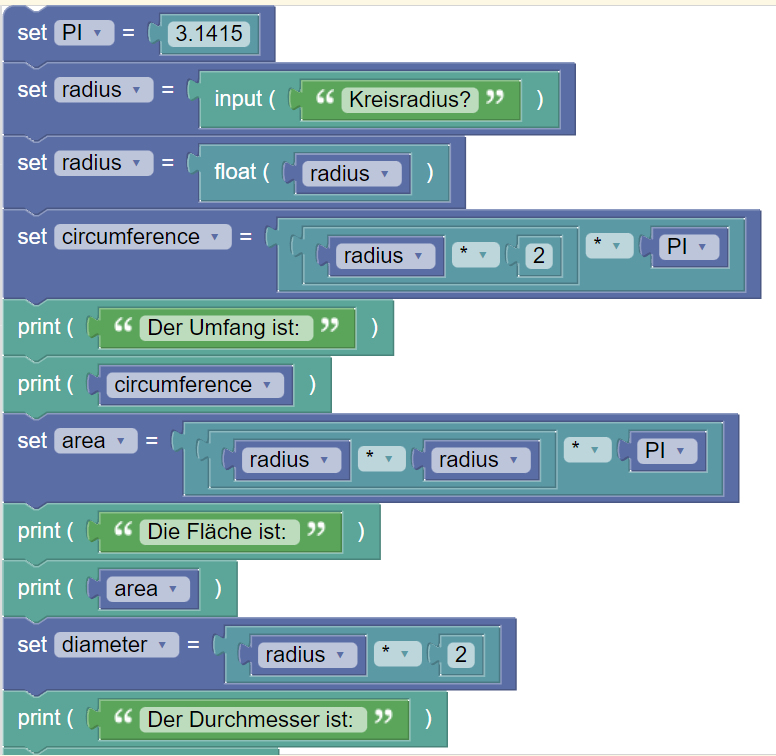 set PI = 3.1415
set radius = input ( “ Kreisradius? ” )
set radius = float ( radius )
set circumference = radius * 2 * PI
print ( “ Der Umfang ist: ” )
print ( circumference )
set area = radius * radius * PI
print ( “ Die Fläche ist: ” )
print ( area )
set diameter = radius * 2
print ( “ Der Durchmesser ist: ” )